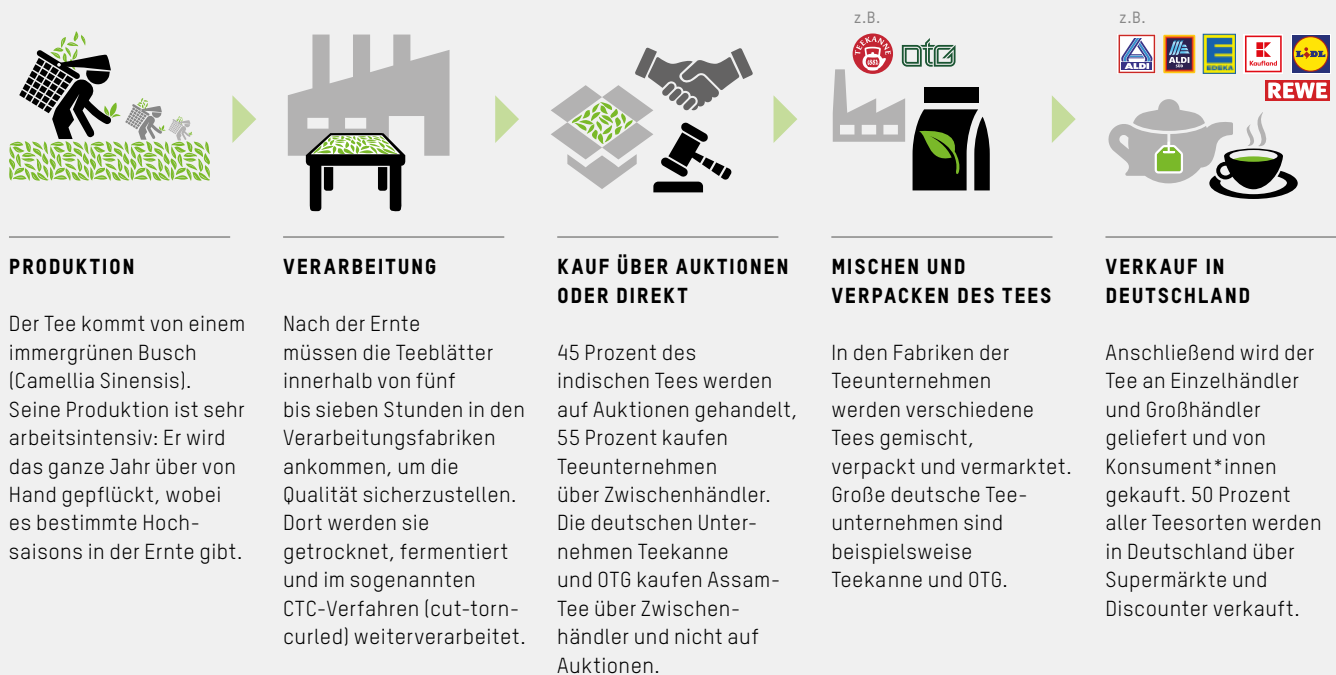 z.B.
TEEKANNE
OTG
z.B.
ALDI
ALDI
SÜD
EDEKA
Kaufland
LiDL
REWE
PRODUKTION
Der Tee kommt von einem
immergrünen Busch
(Camellia Sinensis).
Seine Produktion ist sehr
arbeitsintensiv: Er wird
das ganze Jahr über von
Hand gepflückt, wobei
es bestimmte Hoch-
saisons in der Ernte gibt.
VERARBEITUNG
Nach der Ernte
müssen die Teeblätter
innerhalb von fünf
bis sieben Stunden in den
Verarbeitungsfabriken
ankommen, um die
Qualität sicherzustellen.
Dort werden sie
getrocknet, fermentiert
und im sogenannten
CTC-Verfahren (cut-torn-
curled) weiterverarbeitet.
KAUF ÜBER AUKTIONEN
ODER DIREKT
45 Prozent des
indischen Tees werden
auf Auktionen gehandelt,
55 Prozent kaufen
Teeunternehmen
über Zwischenhändler.
Die deutschen Unter-
nehmen Teekanne
und OTG kaufen Assam-
Tee über Zwischen-
händler und nicht auf
Auktionen.
MISCHEN UND
VERPACKEN DES TEES
In den Fabriken der
Teeunternehmen
werden verschiedene
Tees gemischt,
verpackt und vermarktet.
Große deutsche Tee-
unternehmen sind
beispielsweise
Teekanne und OTG.
VERKAUF IN
DEUTSCHLAND
Anschließend wird der
Tee an Einzelhändler
und Großhändler
geliefert und von
Konsument*innen
gekauft. 50 Prozent
aller Teesorten werden
in Deutschland über
Supermärkte und
Discounter verkauft.